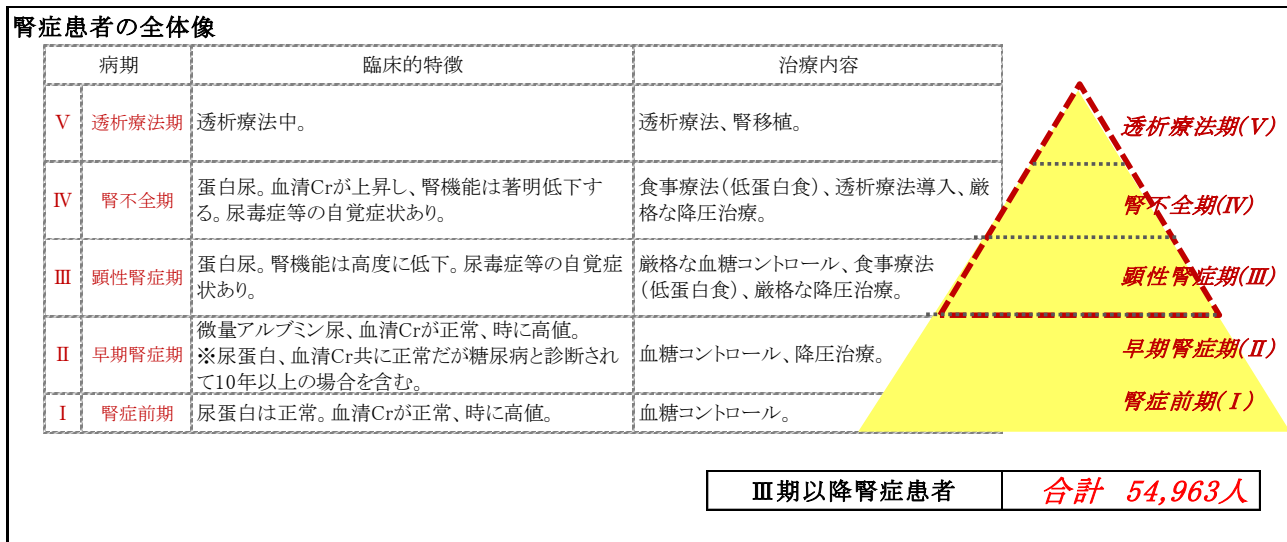 腎症患者の全体像
病期 臨床的特徴 治療内容
Ⅴ 透析療法期 透析療法中。 透析療法、腎移植。
Ⅳ 腎不全期 蛋白尿。血清Crが上昇し、腎機能は著明低下す
る。尿毒症等の自覚症状あり。
食事療法(低蛋白食)、透析療法導入、厳
格な降圧治療。
Ⅲ 顕性腎症期 蛋白尿。腎機能は高度に低下。尿毒症等の自覚症
状あり。
厳格な血糖コントロール、食事療法
(低蛋白食)、厳格な降圧治療。
Ⅱ 早期腎症期 微量アルブミン尿、血清Crが正常、時に高値。
※尿蛋白、血清Cr共に正常だが糖尿病と診断され
て10年以上の場合を含む。
血糖コントロール、降圧治療。
Ⅰ 腎症前期 尿蛋白は正常。血清Crが正常、時に高値。 血糖コントロール。
透析療法期(Ⅴ)
腎不全期(Ⅳ)
顕性腎症期(Ⅲ)
早期腎症期(Ⅱ)
腎症前期(Ⅰ)
Ⅲ期以降腎症患者 合計 54,963人